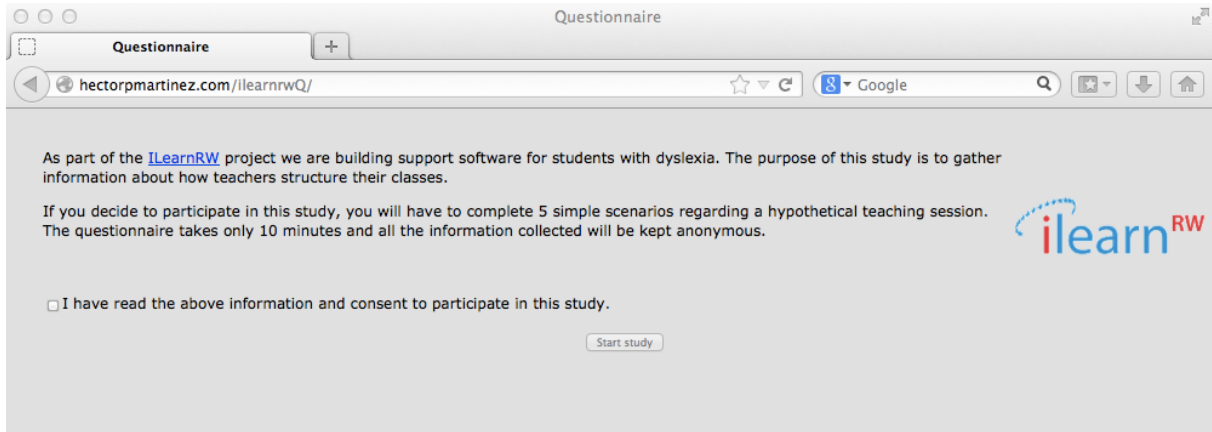 Questionnaire
Questionnaire
hectorpmartinez.com/ilearnrwQ/
Google
As part of the ILearnRW project we are building support software for students with dyslexia. The purpose of this study is to gather
information about how teachers structure their classes.
If you decide to participate in this study, you will have to complete 5 simple scenarios regarding a hypothetical teaching session.
The questionnaire takes only 10 minutes and all the information collected will be kept anonymous.
ilearnRW
I have read the above information and consent to participate in this study.
Start study